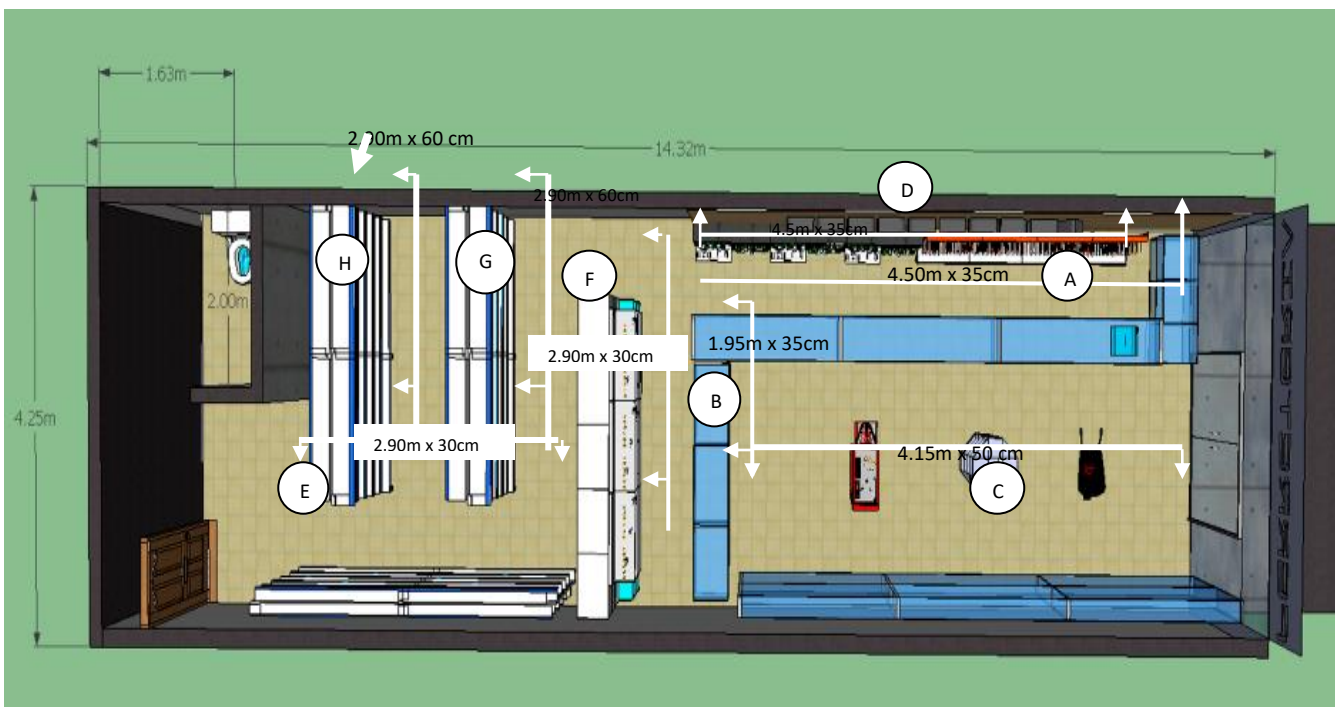 1.63m
2.90m x 60 cm
14.32m
D
2.90m x 60cm
4.5m x 35cm
H
G
F
4.50m x 35cm
A
2.00m
1.95m x 35cm
2.90m x 30cm
B
4.25m
2.90m x 30cm
4.15m x 50 cm
E
C